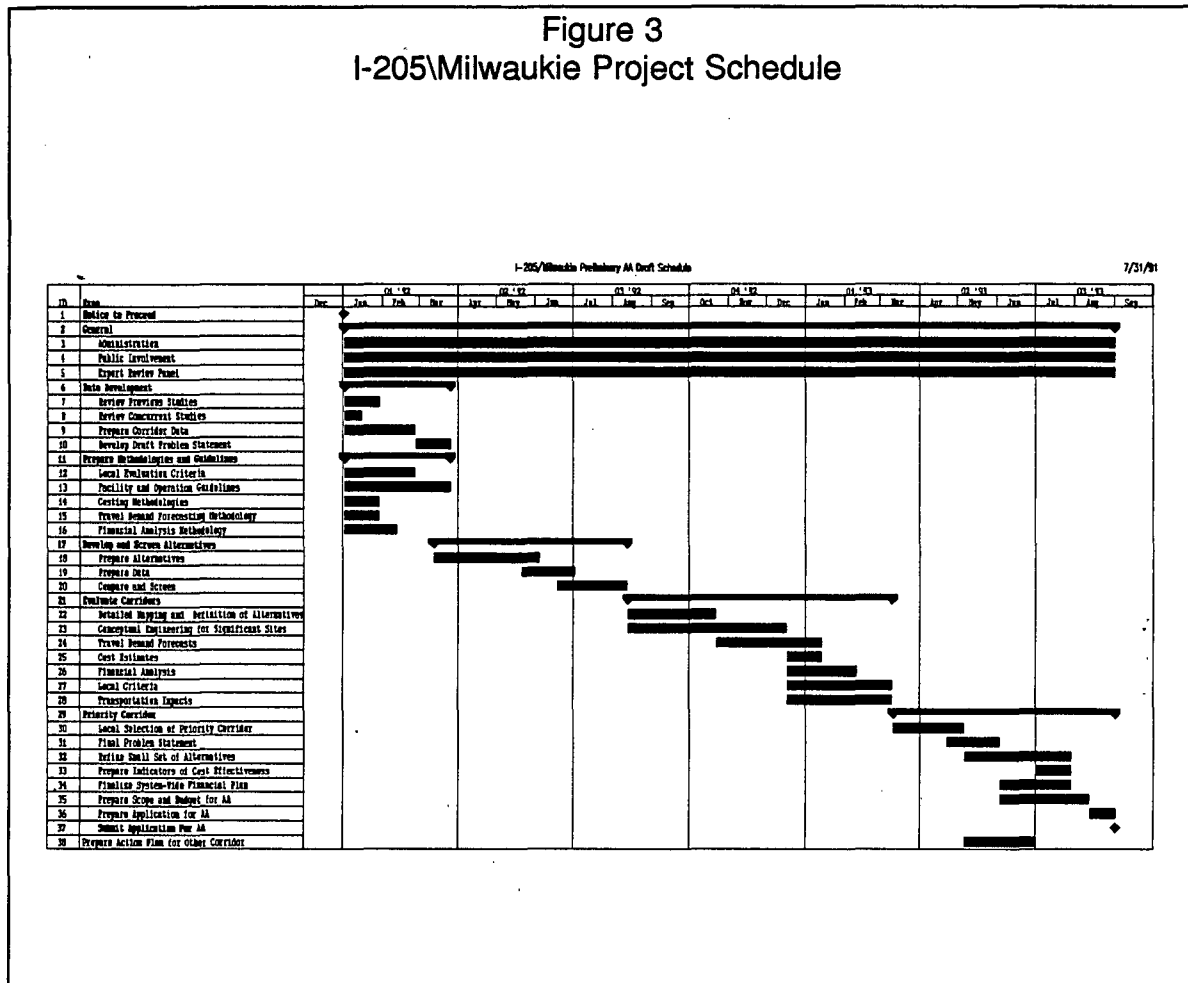 Figure 3
I-205\Milwaukie Project Schedule
I-205/Milwaukie Preliminary AA Draft Schedule 7/31/91
Q1 '92 Q2 '92 Q3 '92 Q4 '92 Q1 '93 Q2 '93 Q3 '93
ID Name Dec Jan Feb Mar Apr May Jun Jul Aug Sep Oct Nov Dec Jan Feb Mar Apr May Jun Jul Aug Sep
1 Notice to Proceed
2 General
3 Administration
4 Public Involvement
5 Expert Review Panel
6 Data Development
7 Review Previous Studies
8 Review Concurrent Studies
9 Prepare Corridor Data
10 Develop Draft Problem Statement
11 Prepare Methodologies and Guidelines
12 Local Evaluation Criteria
13 Facility and Operation Guidelines
14 Costing Methodologies
15 Travel Demand Forecasting Methodology
16 Financial Analysis Methodology
17 Develop and Screen Alternatives
18 Prepare Alternatives
19 Prepare Data
20 Compare and Screen
21 Evaluate Corridors
22 Detailed Mapping and Definition of Alternatives
23 Conceptual Engineering for Significant Sites
24 Travel Demand Forecasts
25 Cost Estimates
26 Financial Analysis
27 Local Criteria
28 Transportation Impacts
29 Priority Corridor
30 Local Selection of Priority Corridor
31 Final Problem Statement
32 Refine Small Set of Alternatives
33 Prepare Indicators of Cost Effectiveness
34 Finalize System-Wide Financial Plan
35 Prepare Scope and Budget for AA
36 Prepare Application for AA
37 Submit Application For AA
38 Prepare Action Plan for Other Corridor